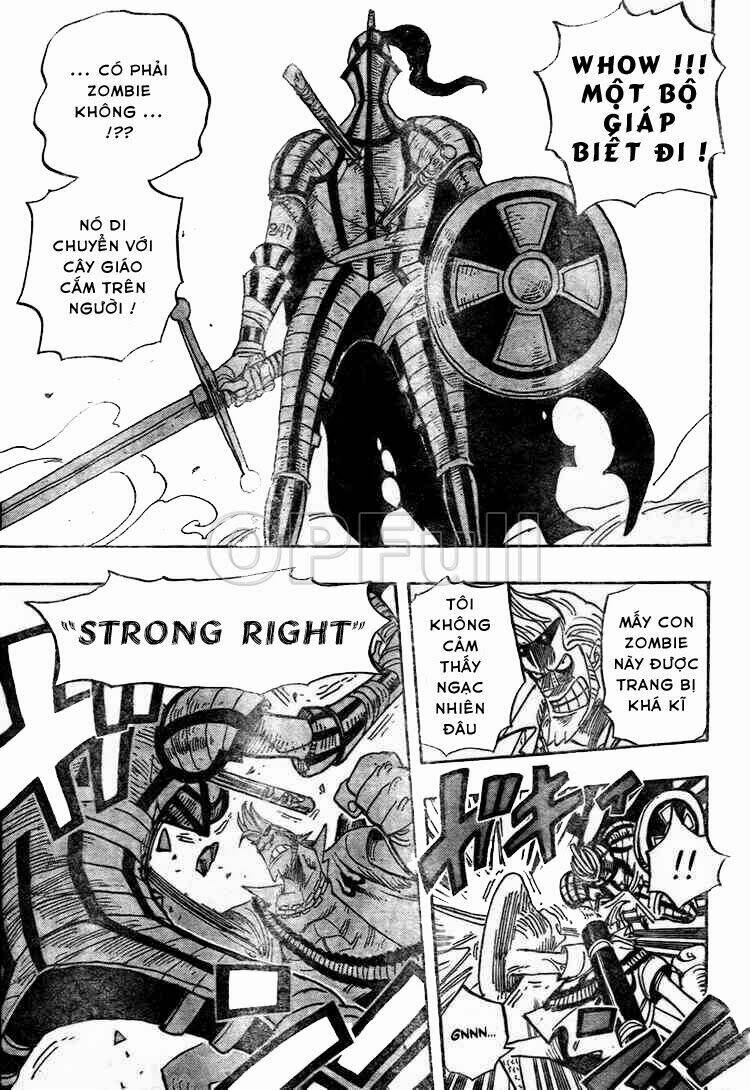 WHOW !!!
MỘT BỘ
GIÁP
BIẾT ĐI !
... CÓ PHẢI
ZOMBIE
KHÔNG ...
!??
NÓ DI
CHUYỂN VỚI
CÂY GIÁO
CẮM TRÊN
NGƯỜI !
247
OPFull
MẤY CON
ZOMBIE
NÀY ĐƯỢC
TRANG BỊ
KHÁ KĨ
TÔI
KHÔNG
CẢM
THẤY
NGẠC
NHIÊN
ĐÂU
"STRONG RIGHT"
!!
GNNN...